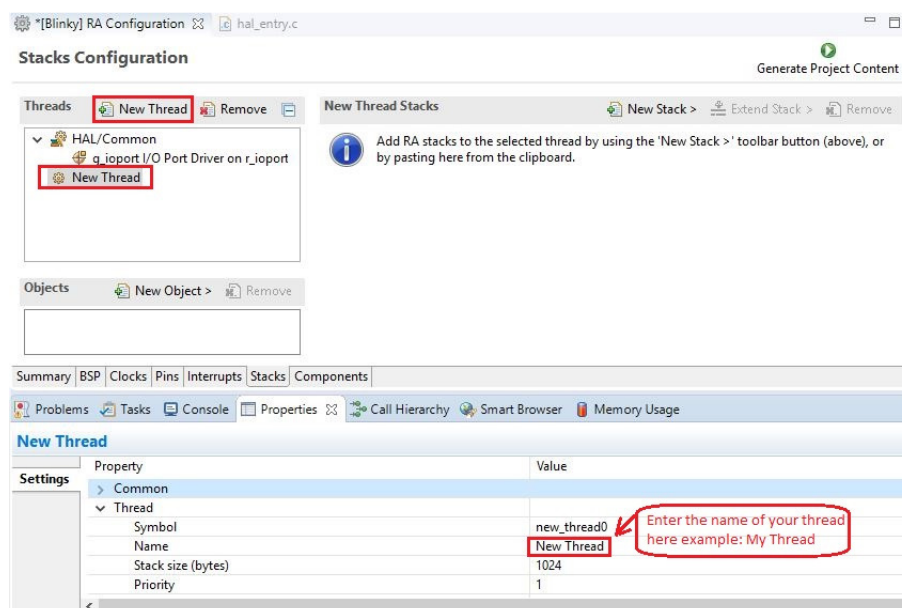 *[Blinky] RA Configuration
hal_entry.c
Stacks Configuration
Generate Project Content
Threads
New Thread
Remove
HAL/Common
g_ioport I/O Port Driver on r_ioport
New Thread
New Thread Stacks
New Stack >
Extend Stack >
Remove
Add RA stacks to the selected thread by using the 'New Stack >' toolbar button (above), or
by pasting here from the clipboard.
Objects
New Object >
Remove
Summary BSP Clocks Pins Interrupts Stacks Components
Problems Tasks Console Properties Call Hierarchy Smart Browser Memory Usage
New Thread
Settings
Property Value
Common
Thread
Symbol new_thread0
Name New Thread
Stack size (bytes) 1024
Priority 1
Enter the name of your thread
here example: My Thread